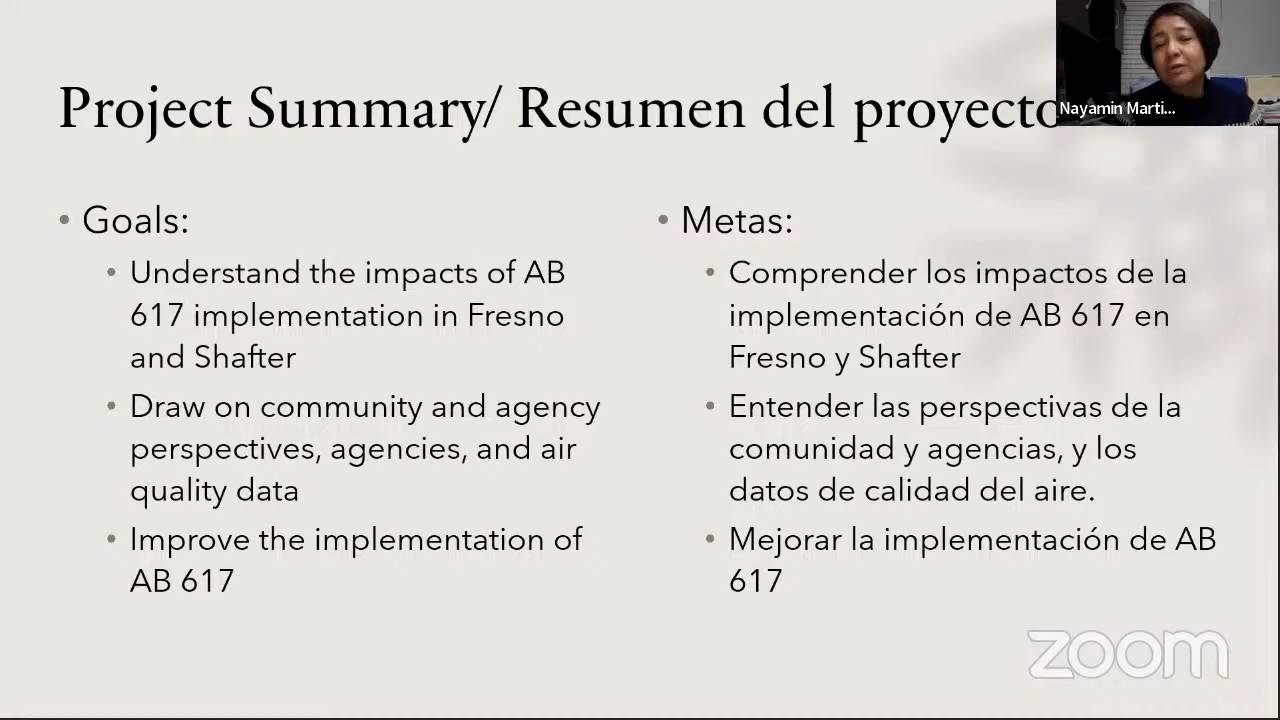 Project Summary/ Resumen del proyecto
Nayamin Marti...
• Goals:
• Understand the impacts of AB
617 implementation in Fresno
and Shafter
• Draw on community and agency
perspectives, agencies, and air
quality data
• Improve the implementation of
AB 617
• Metas:
• Comprender los impactos de la
implementación de AB 617 en
Fresno y Shafter
• Entender las perspectivas de la
comunidad y agencias, y los
datos de calidad del aire.
• Mejorar la implementación de AB
617
zoom